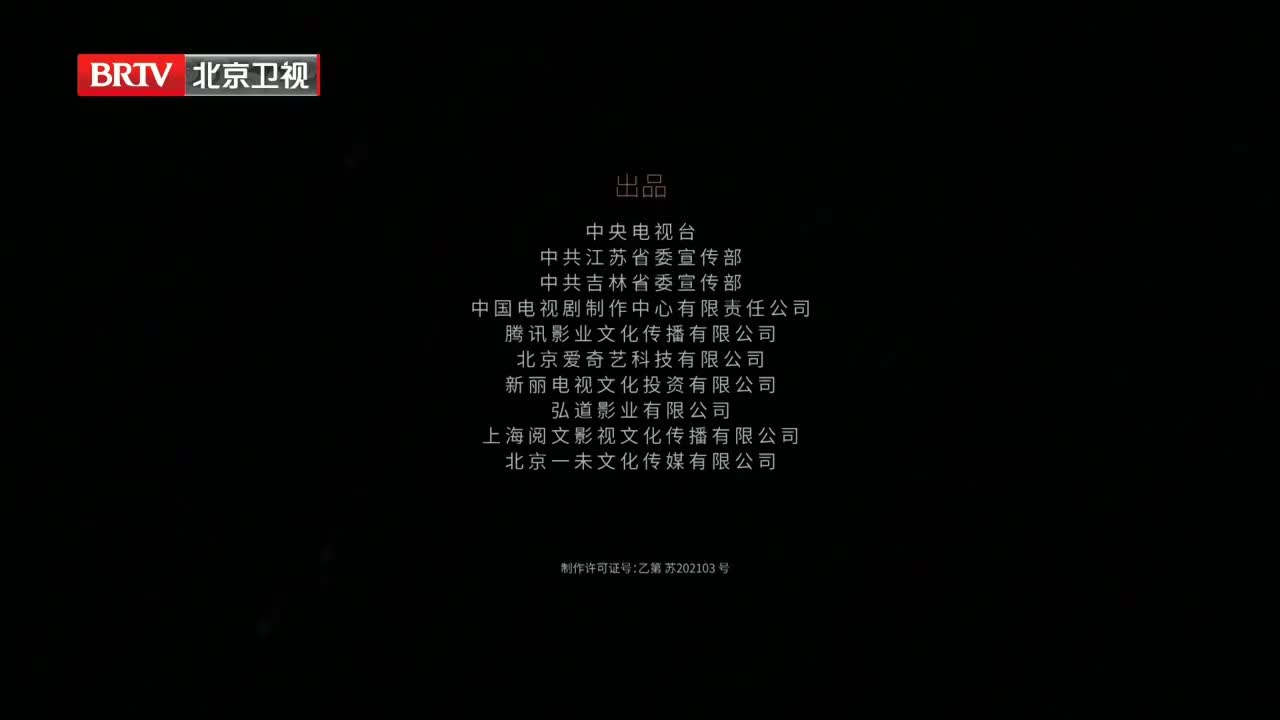 BRTV 北京卫视
出品
中央电视台
中共江苏省委宣传部
中共吉林省委宣传部
中国电视剧制作中心有限责任公司
腾讯影业文化传播有限公司
北京爱奇艺科技有限公司
新丽电视文化投资有限公司
弘道影业有限公司
上海阅文影视文化传播有限公司
北京一未文化传媒有限公司
制作许可证号:乙第 苏202103 号